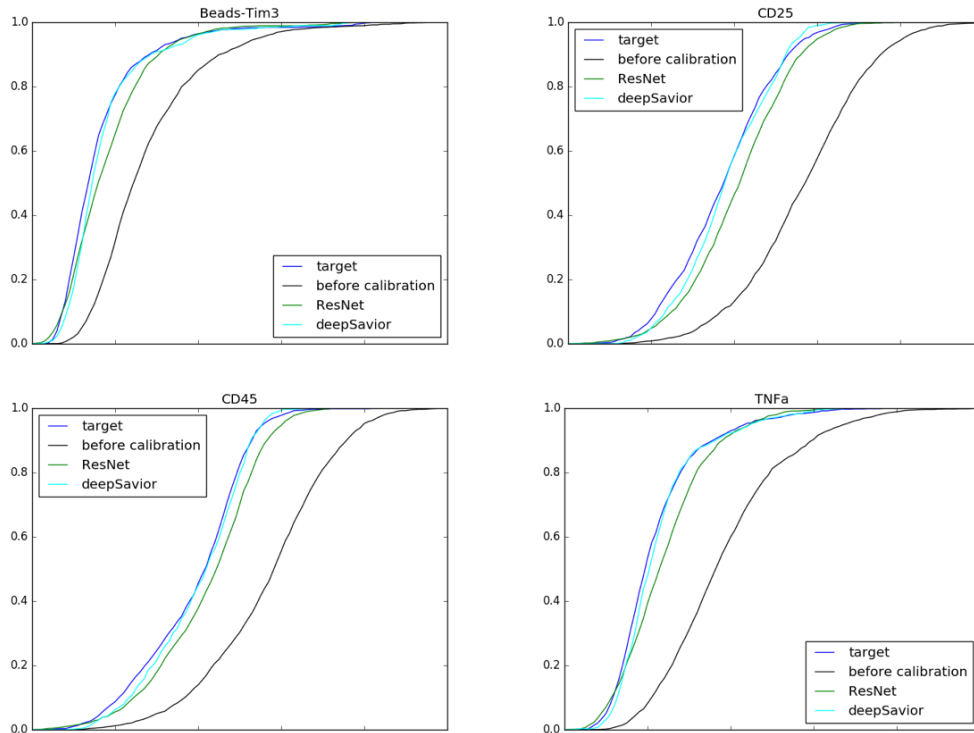 Beads-Tim3
1.0
0.8
0.6
0.4
0.2
0.0
target
before calibration
ResNet
deepSavior
CD25
1.0
0.8
0.6
0.4
0.2
0.0
target
before calibration
ResNet
deepSavior
CD45
1.0
0.8
0.6
0.4
0.2
0.0
target
before calibration
ResNet
deepSavior
TNFa
1.0
0.8
0.6
0.4
0.2
0.0
target
before calibration
ResNet
deepSavior